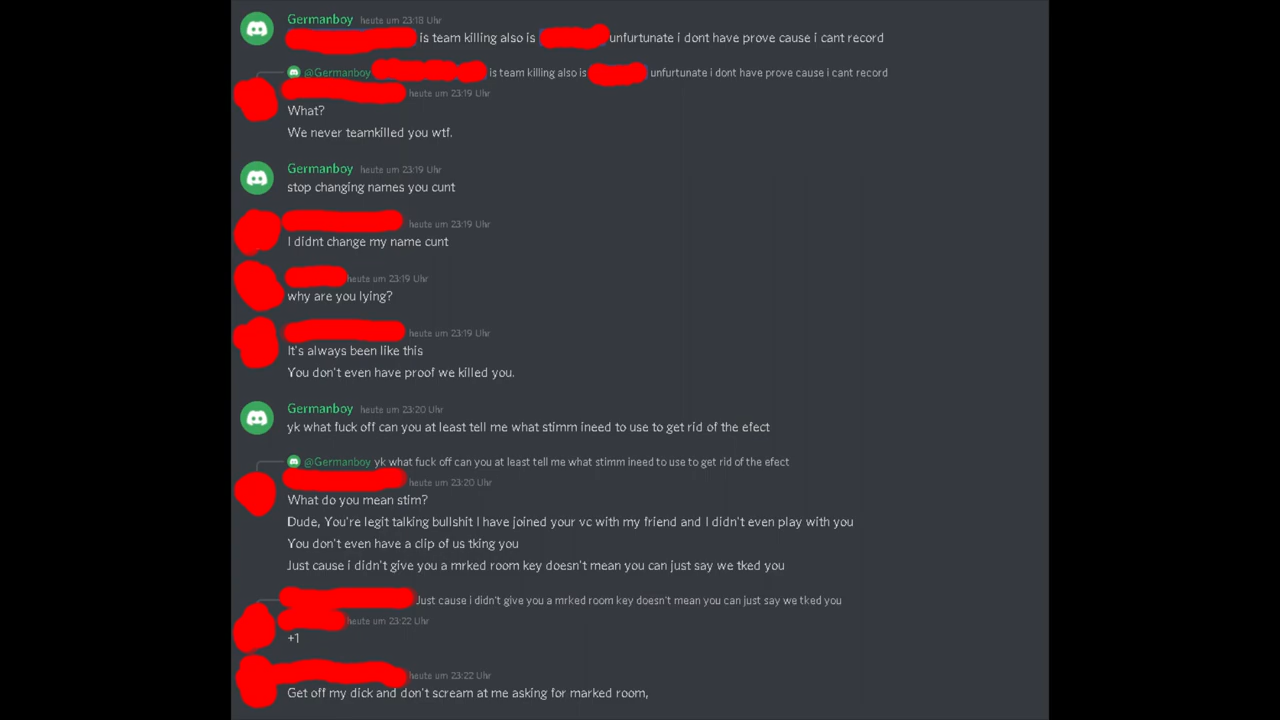 Germanboy heute um 23:18 Uhr
is team killing also is unfurtunate i dont have prove cause i cant record
@Germanboy is team killing also is unfurtunate i dont have prove cause i cant record
heute um 23:19 Uhr
What?
We never teamkilled you wtf.
Germanboy heute um 23:19 Uhr
stop changing names you cunt
heute um 23:19 Uhr
I didnt change my name cunt
heute um 23:19 Uhr
why are you lying?
heute um 23:19 Uhr
It's always been like this
You don't even have proof we killed you.
Germanboy heute um 23:20 Uhr
yk what fuck off can you at least tell me what stimm ineed to use to get rid of the efect
@Germanboy yk what fuck off can you at least tell me what stimm ineed to use to get rid of the efect
heute um 23:20 Uhr
What do you mean stim?
Dude, You're legit talking bullshit I have joined your vc with my friend and I didn't even play with you
You don't even have a clip of us tking you
Just cause i didn't give you a mrked room key doesn't mean you can just say we tked you
Just cause i didn't give you a mrked room key doesn't mean you can just say we tked you
heute um 23:22 Uhr
+1
heute um 23:22 Uhr
Get off my dick and don't scream at me asking for marked room,